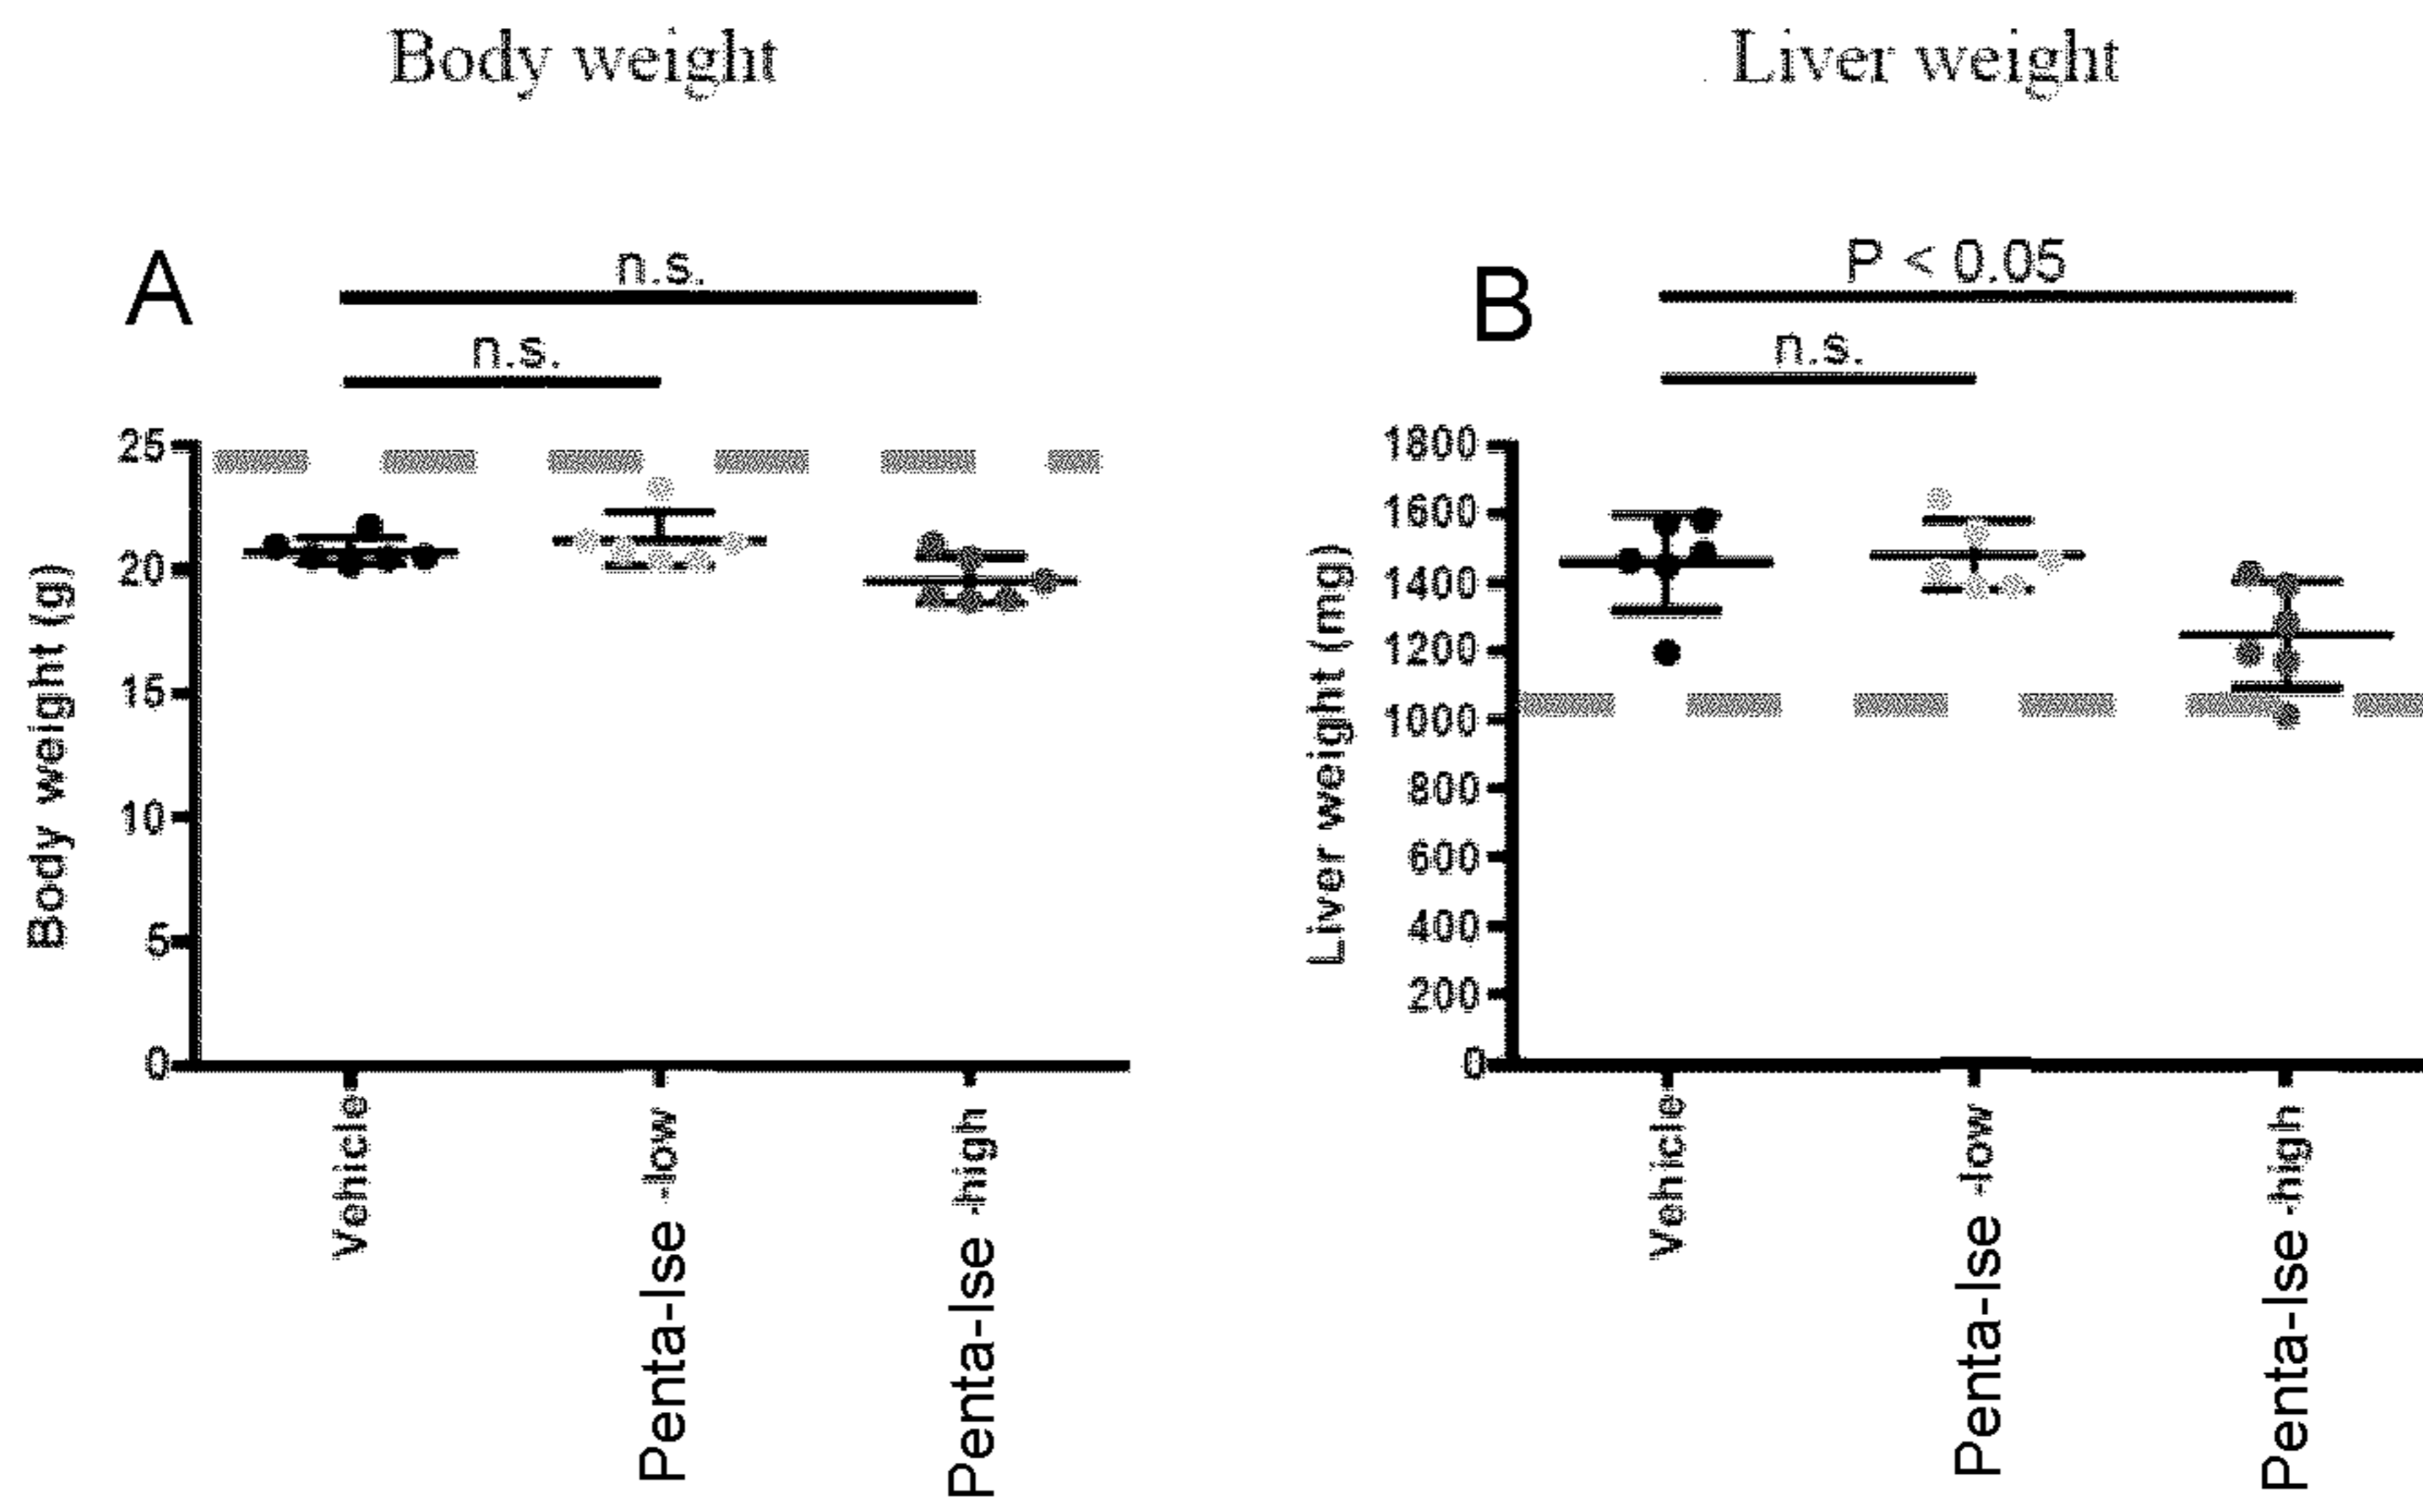 Body weight
Liver weight
A
n.s.
n.s.
25
20
15
10
5
0
Body weight (g)
Vehicle
Penta-Ise -low
Penta-Ise -high
B
P < 0.05
n.s.
1800
1600
1400
1200
1000
800
600
400
200
0
Liver weight (mg)
Vehicle
Penta-Ise -low
Penta-Ise -high